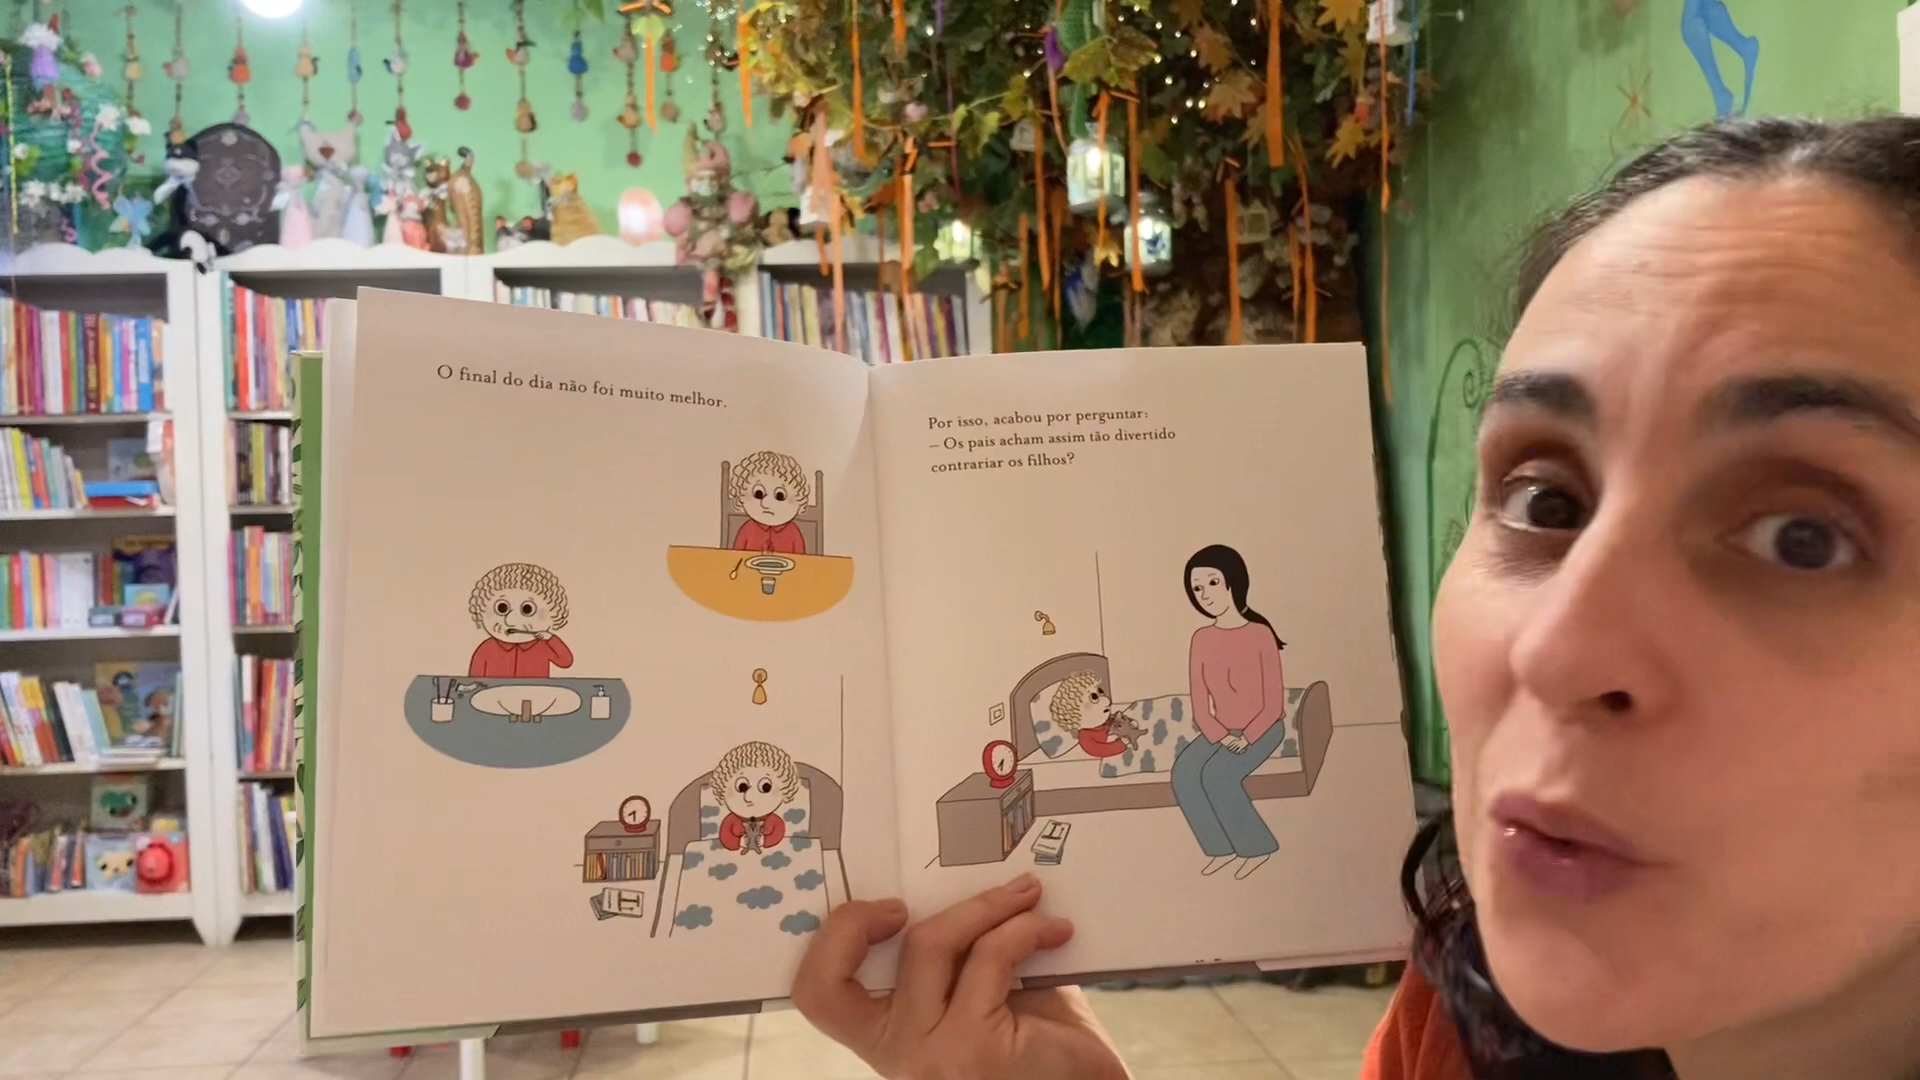 O final do dia não foi muito melhor.
Por isso, acabou por perguntar:
– Os pais acham assim tão divertido
contrariar os filhos?